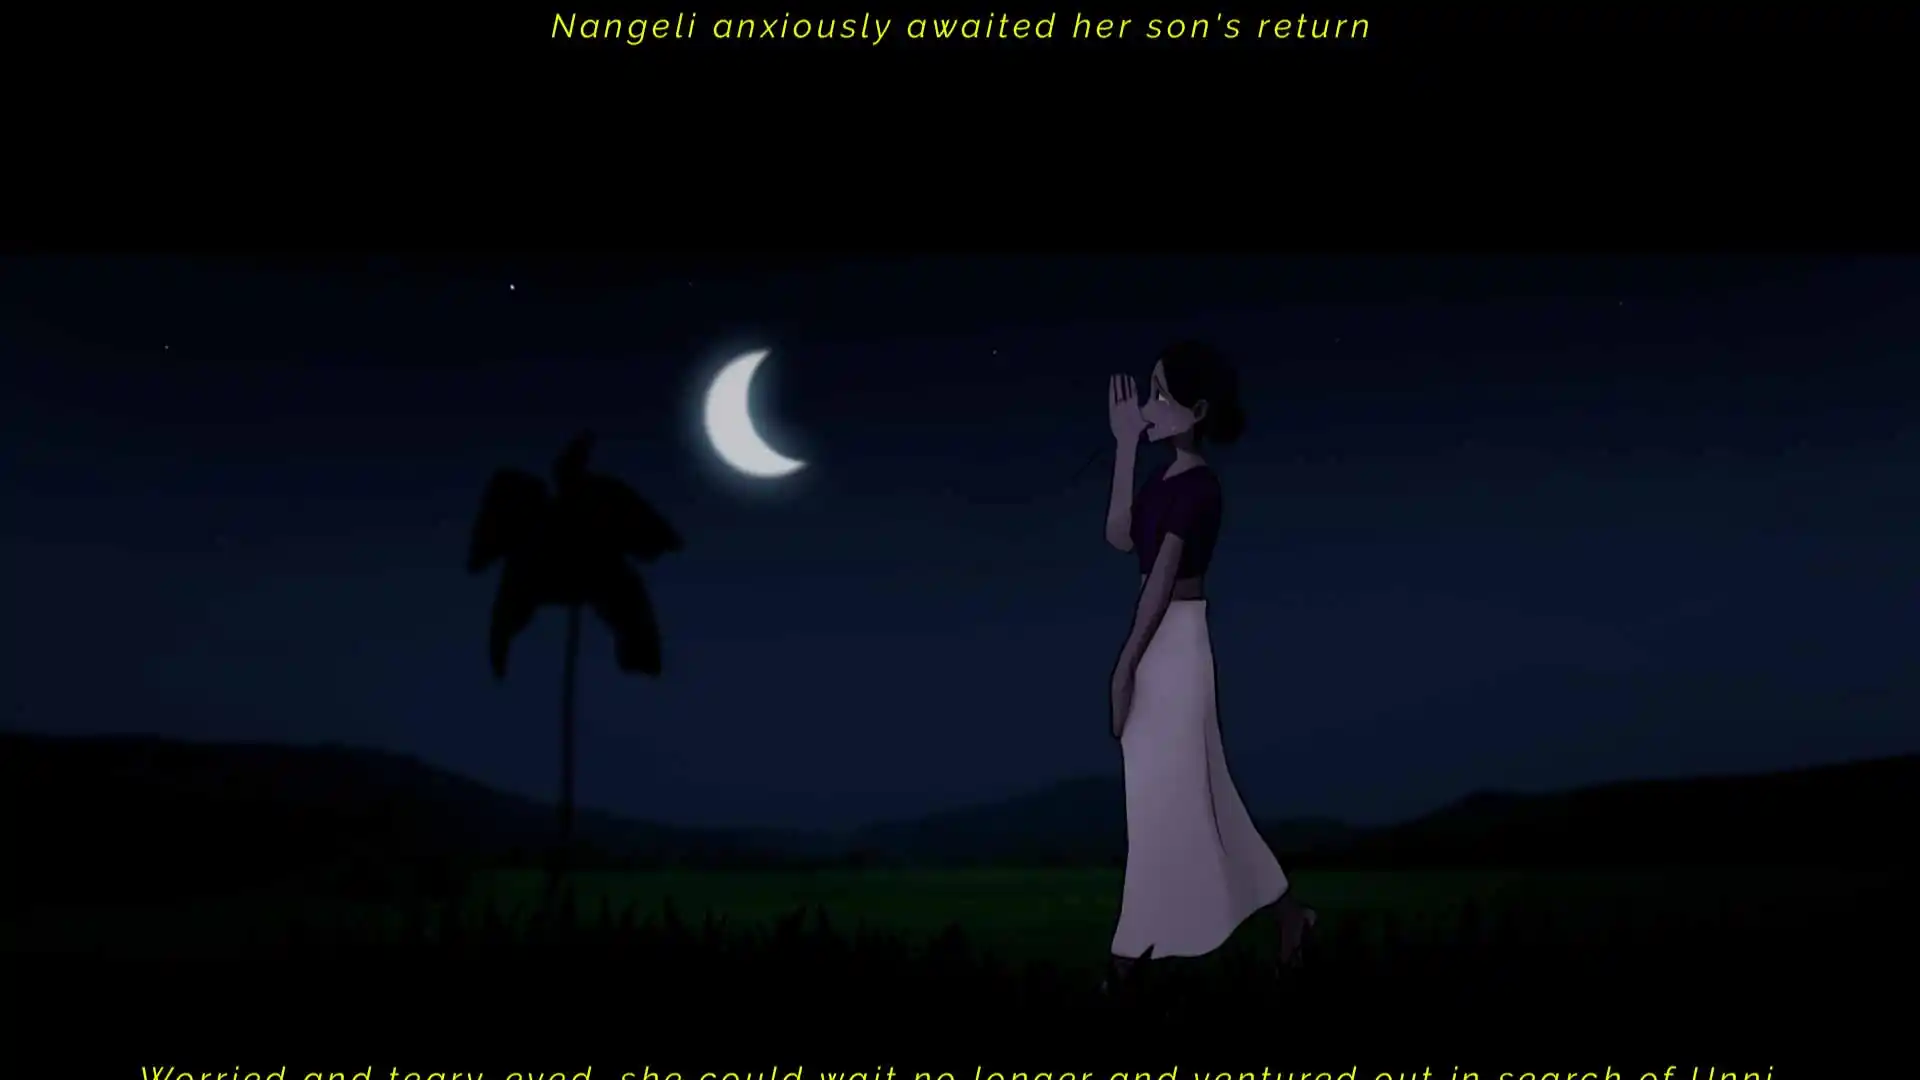 Nangeli anxiously awaited her son's return
Worried and teary-eyed, she could wait no longer and ventured out in search of Unni